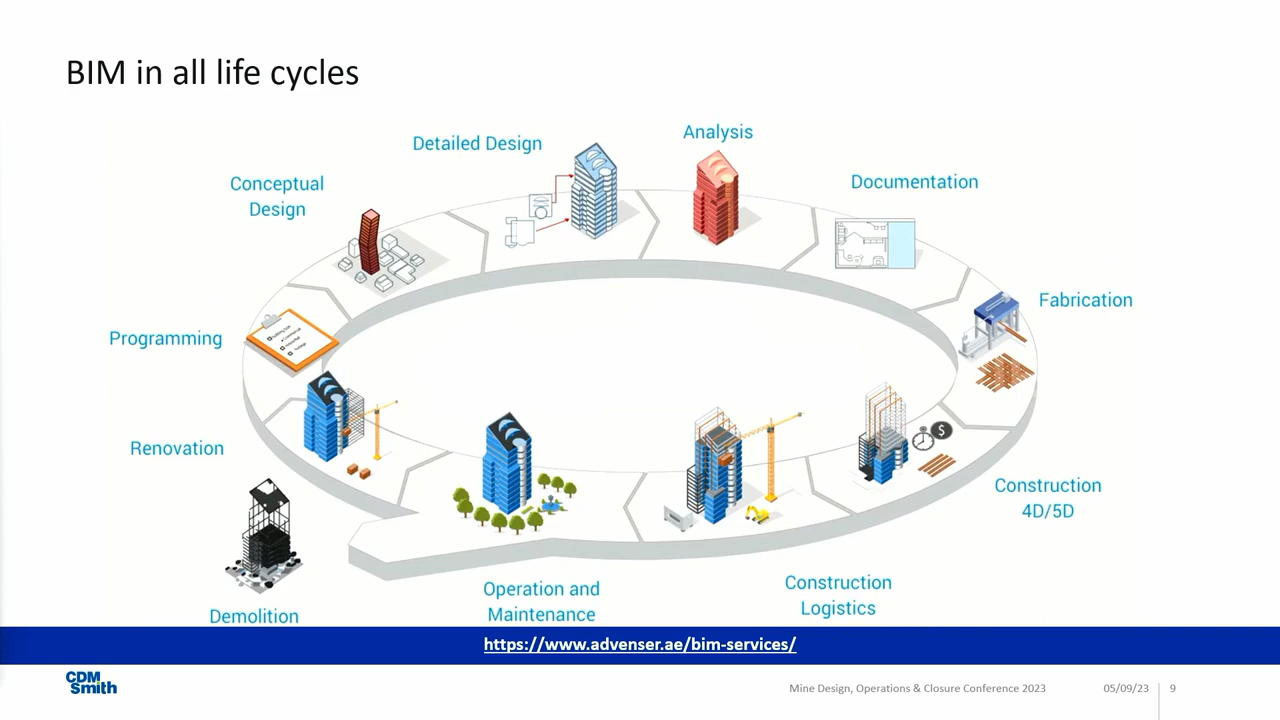 BIM in all life cycles
Analysis
Detailed Design
Conceptual
Design
Documentation
Fabrication
Programming
Renovation
Construction
4D/5D
$
Operation and
Maintenance
Construction
Logistics
Demolition
https://www.advenser.ae/bim-services/
CDM
Smith
Mine Design, Operations & Closure Conference 2023
05/09/23
9